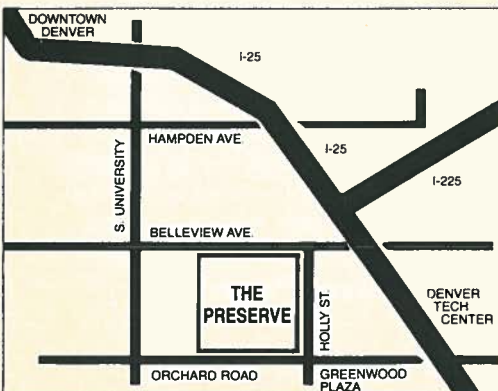 DOWNTOWN
DENVER
I-25
HAMPDEN AVE.
I-25
I-225
S. UNIVERSITY
BELLEVIEW AVE.
THE
PRESERVE
HOLLY ST.
DENVER
TECH
CENTER
ORCHARD ROAD
GREENWOOD
PLAZA